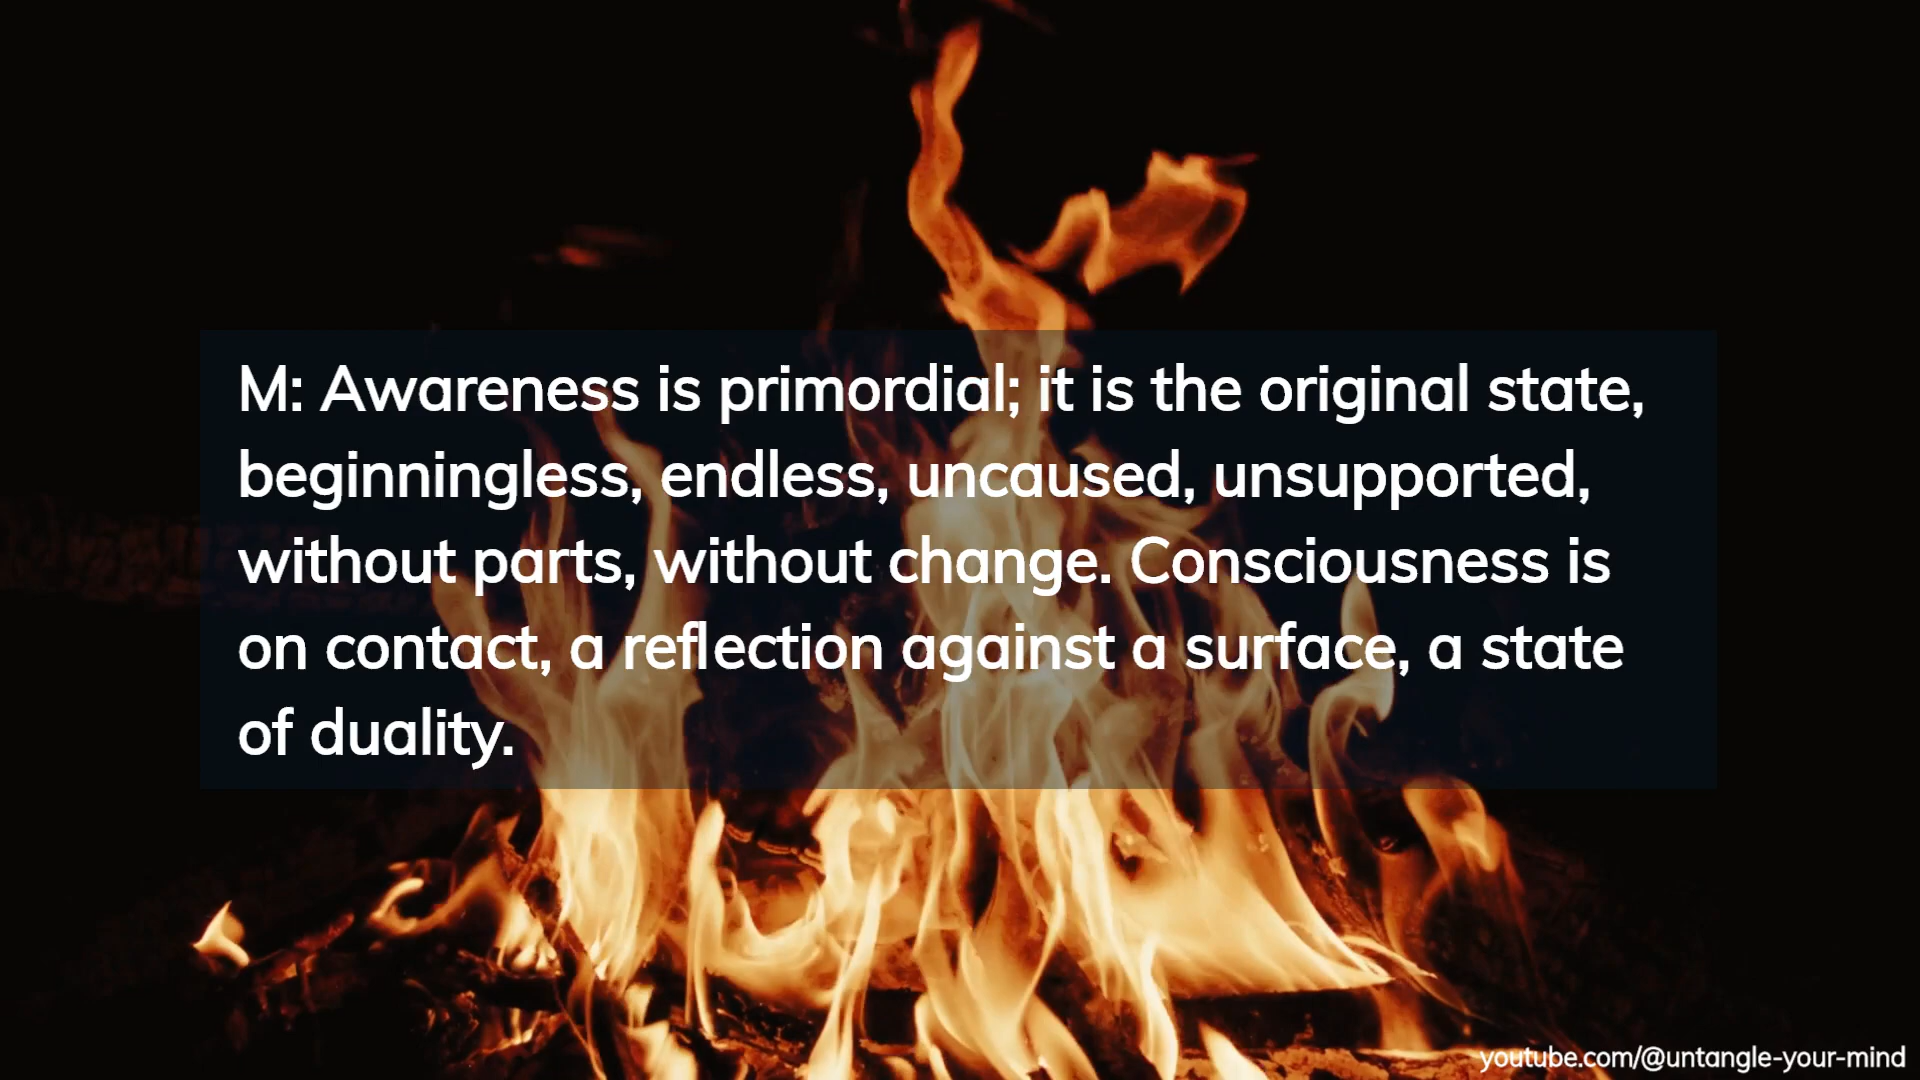 M: Awareness is primordial; it is the original state,
beginningless, endless, uncaused, unsupported,
without parts, without change. Consciousness is
on contact, a reflection against a surface, a state
of duality.
youtube.com/@untangle-your-mind